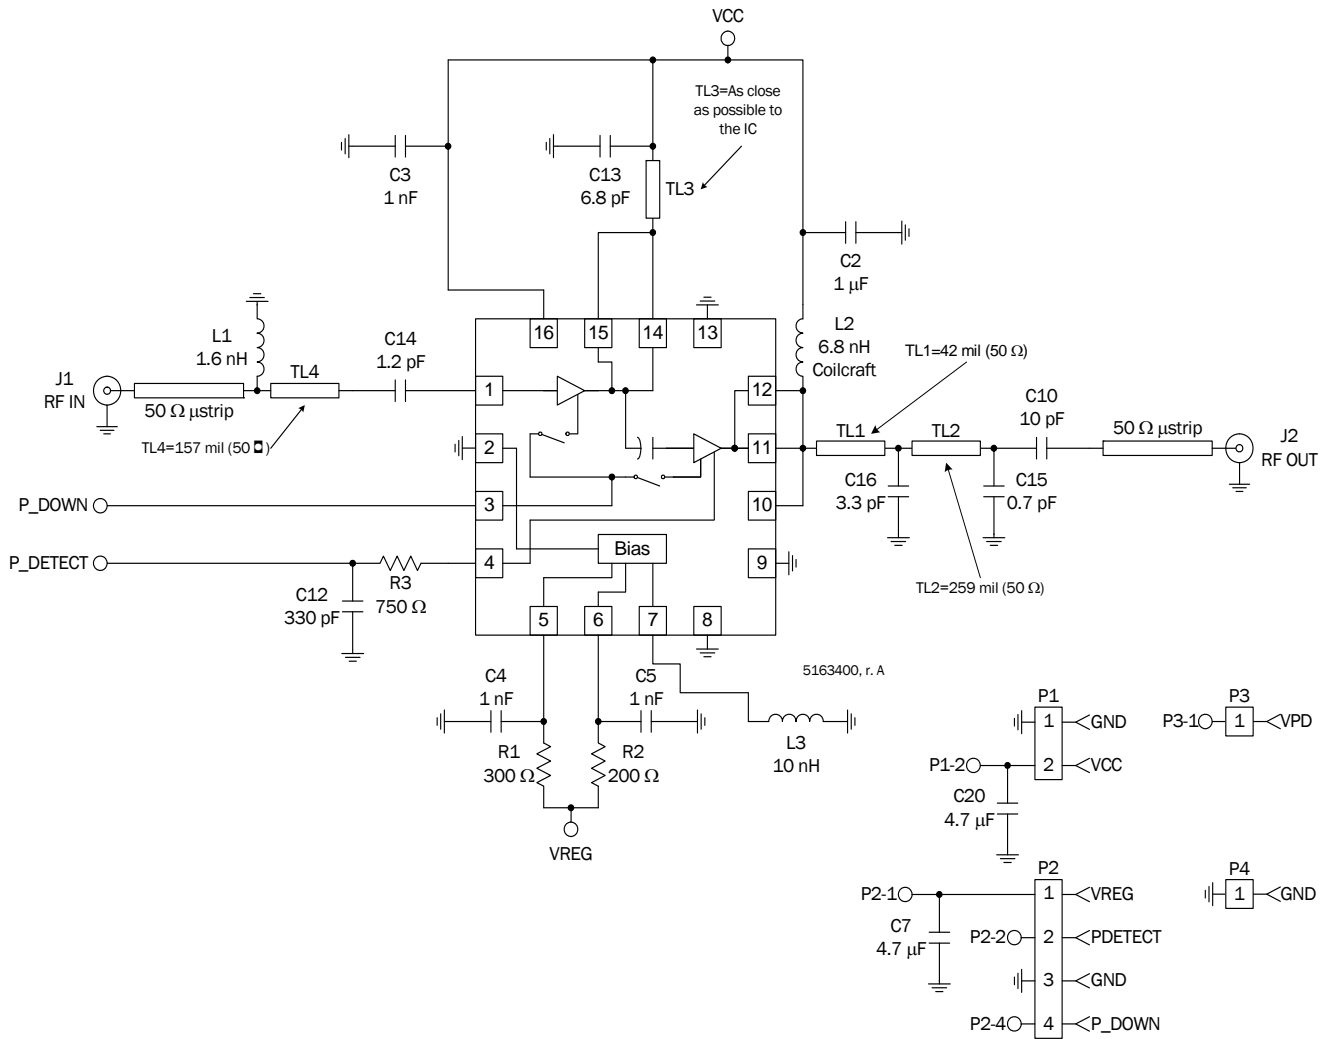 VCC
TL3=As close
as possible to
the IC
C3
1 nF
C13
6.8 pF
TL3
C2
1 µF
L1
1.6 nH
C14
1.2 pF
16
15
14
13
L2
6.8 nH
Coilcraft
TL1=42 mil (50 Ω)
J1
RF IN
50 Ω µstrip
TL4
TL4=157 mil (50 ◘)
1
12
C10
10 pF
2
11
TL1
TL2
50 Ω µstrip
J2
RF OUT
C16
3.3 pF
C15
0.7 pF
P_DOWN
3
10
P_DETECT
4
Bias
9
C12
330 pF
R3
750 Ω
TL2=259 mil (50 Ω)
5
6
7
8
C4
1 nF
C5
1 nF
5163400, r. A
R1
300 Ω
R2
200 Ω
L3
10 nH
VREG
P1
1
GND
P1-2
2
VCC
C20
4.7 µF
P3
P3-1
1
VPD
P2
P2-1
1
VREG
C7
4.7 µF
P2-2
2
PDETECT
3
GND
P2-4
4
P_DOWN
P4
1
GND